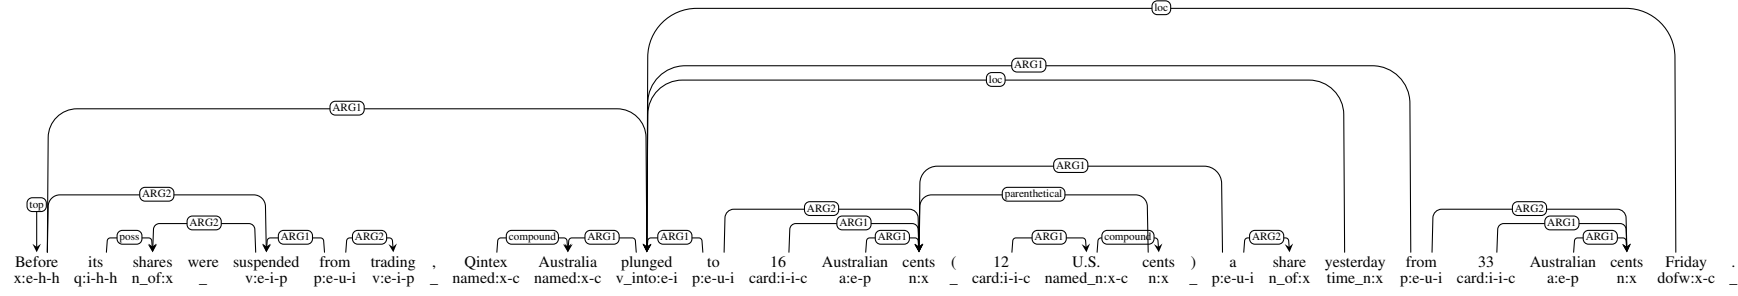 loc
ARG1
loc
ARG1
ARG1
ARG2 parenthetical
top ARG2 ARG2
ARG2 ARG1 ARG1
poss ARG1 ARG2 compound ARG1 ARG1 ARG1 ARG1 compound ARG2 ARG1
Before its shares were suspended from trading , Qintex Australia plunged to 16 Australian cents ( 12 U.S. cents ) a share yesterday from 33 Australian cents Friday .
x:e-h-h q:i-h-h n_of:x _ v:e-i-p p:e-u-i v:e-i-p _ named:x-c named:x-c v_into:e-i p:e-u-i card:i-i-c a:e-p n:x _ card:i-i-c named_n:x-c n:x _ p:e-u-i n_of:x time_n:x p:e-u-i card:i-i-c a:e-p n:x dofw:x-c _